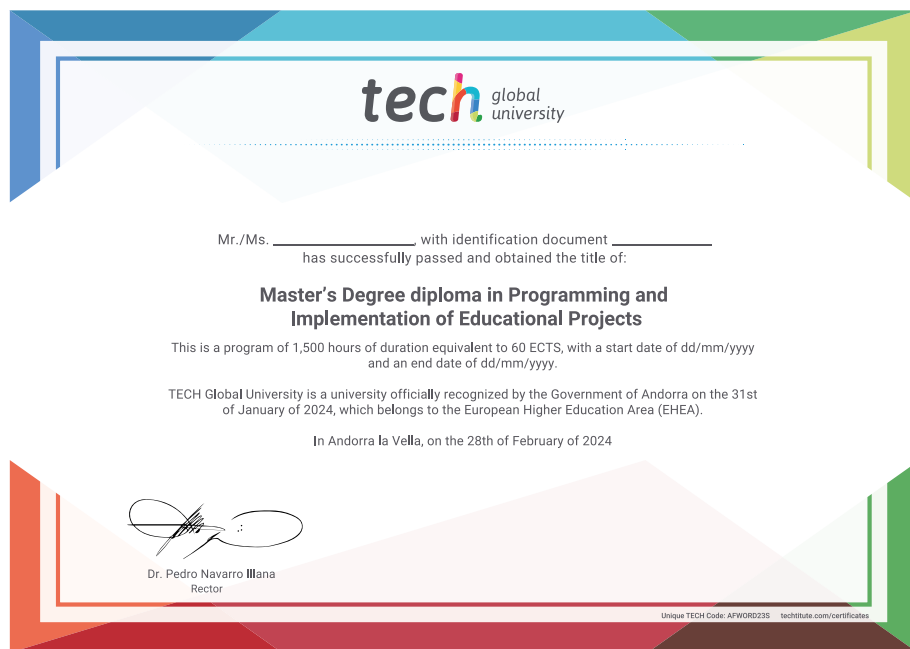 tech global university
Mr./Ms. ________________, with identification document ____________
has successfully passed and obtained the title of:
Master's Degree diploma in Programming and
Implementation of Educational Projects
This is a program of 1,500 hours of duration equivalent to 60 ECTS, with a start date of dd/mm/yyyy
and an end date of dd/mm/yyyy.
TECH Global University is a university officially recognized by the Government of Andorra on the 31st
of January of 2024, which belongs to the European Higher Education Area (EHEA).
In Andorra la Vella, on the 28th of February of 2024
Dr. Pedro Navarro Illana
Rector
Unique TECH Code: AFWORD23S techtitute.com/certificates